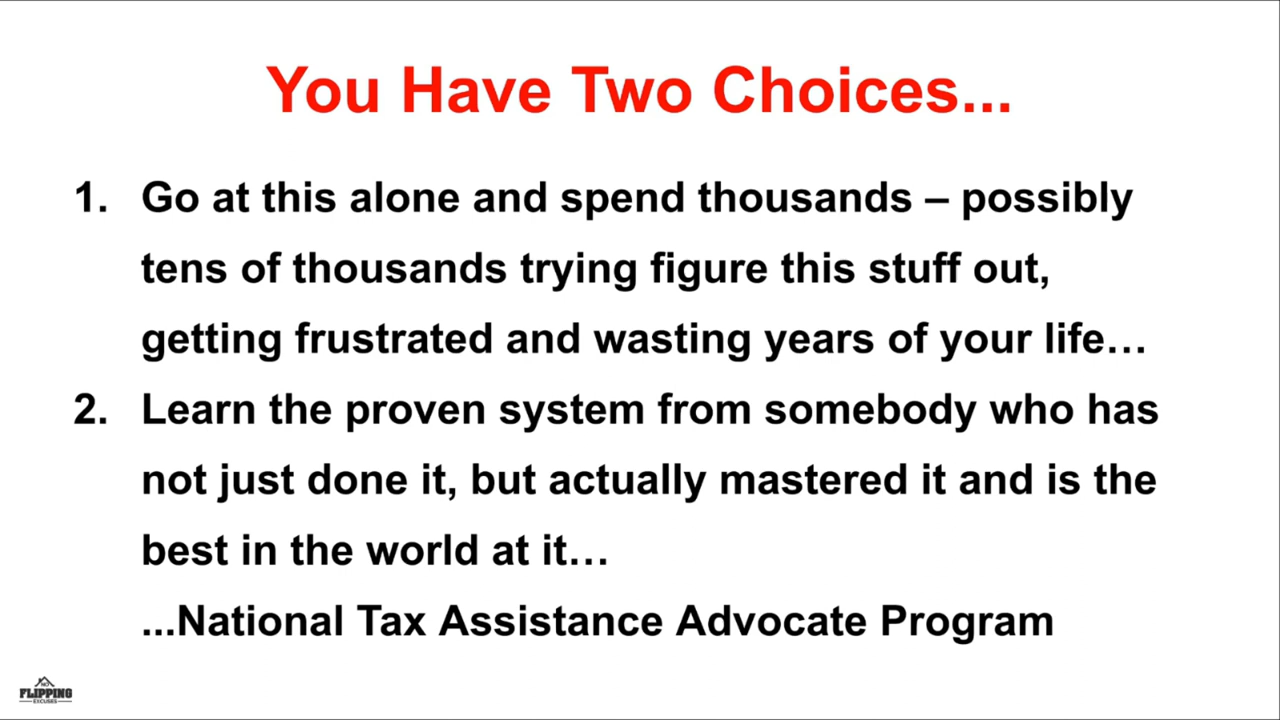 You Have Two Choices...
1. Go at this alone and spend thousands – possibly
tens of thousands trying figure this stuff out,
getting frustrated and wasting years of your life…
2. Learn the proven system from somebody who has
not just done it, but actually mastered it and is the
best in the world at it…
...National Tax Assistance Advocate Program
NO
FLIPPING
EXCUSES